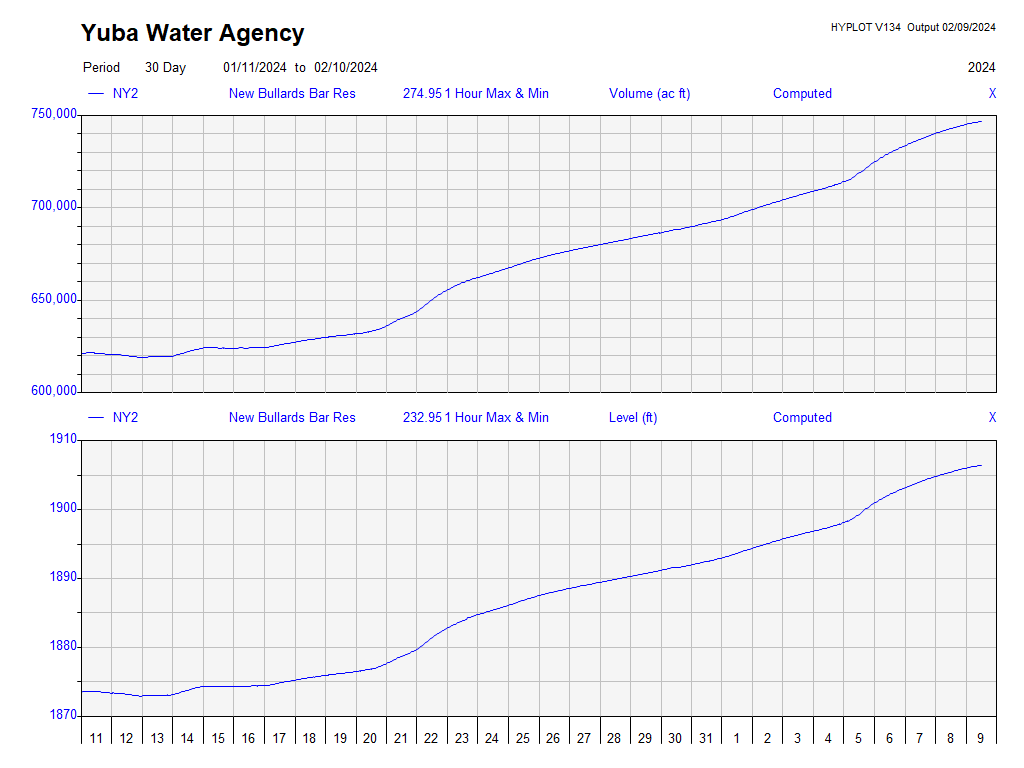 Yuba Water Agency
HYPLOT V134 Output 02/09/2024
Period 30 Day 01/11/2024 to 02/10/2024 2024
NY2 New Bullards Bar Res 274.95 1 Hour Max & Min Volume (ac ft) Computed X
750,000
700,000
650,000
600,000
NY2 New Bullards Bar Res 232.95 1 Hour Max & Min Level (ft) Computed X
1910
1900
1890
1880
1870
11 12 13 14 15 16 17 18 19 20 21 22 23 24 25 26 27 28 29 30 31 1 2 3 4 5 6 7 8 9